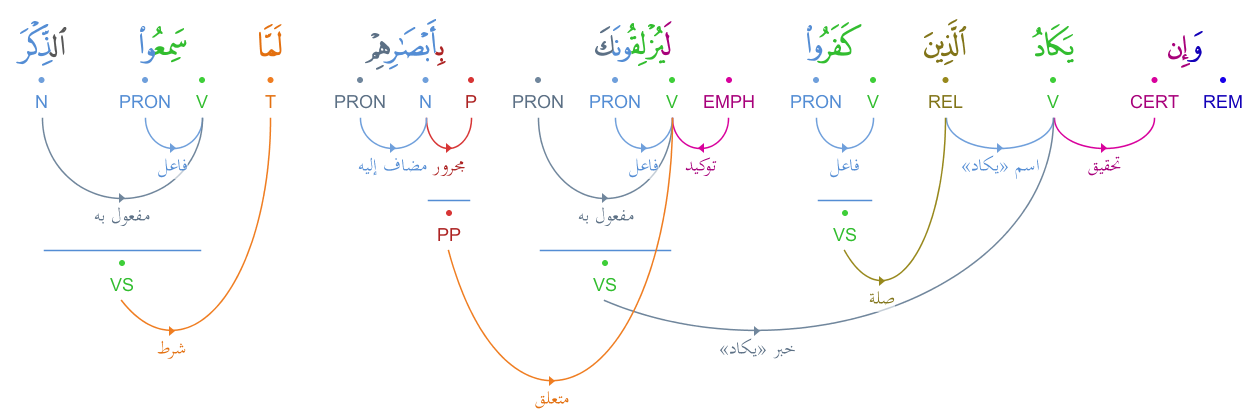 وَإِن يَكَادُ ٱلَّذِينَ كَفَرُوا۟ لَيُزْلِقُونَكَ بِأَبْصَٰرِهِمْ لَمَّا سَمِعُوا۟ ٱلذِّكْرَ
REM CERT V REL V PRON EMPH V PRON PRON P N PRON T V PRON N
تحقيق اسم «يكاد» فاعل توكيد فاعل مجرور مضاف إليه فاعل
مفعول به مفعول به
PP VS
VS VS
صلة
خبر «يكاد» شرط
متعلق